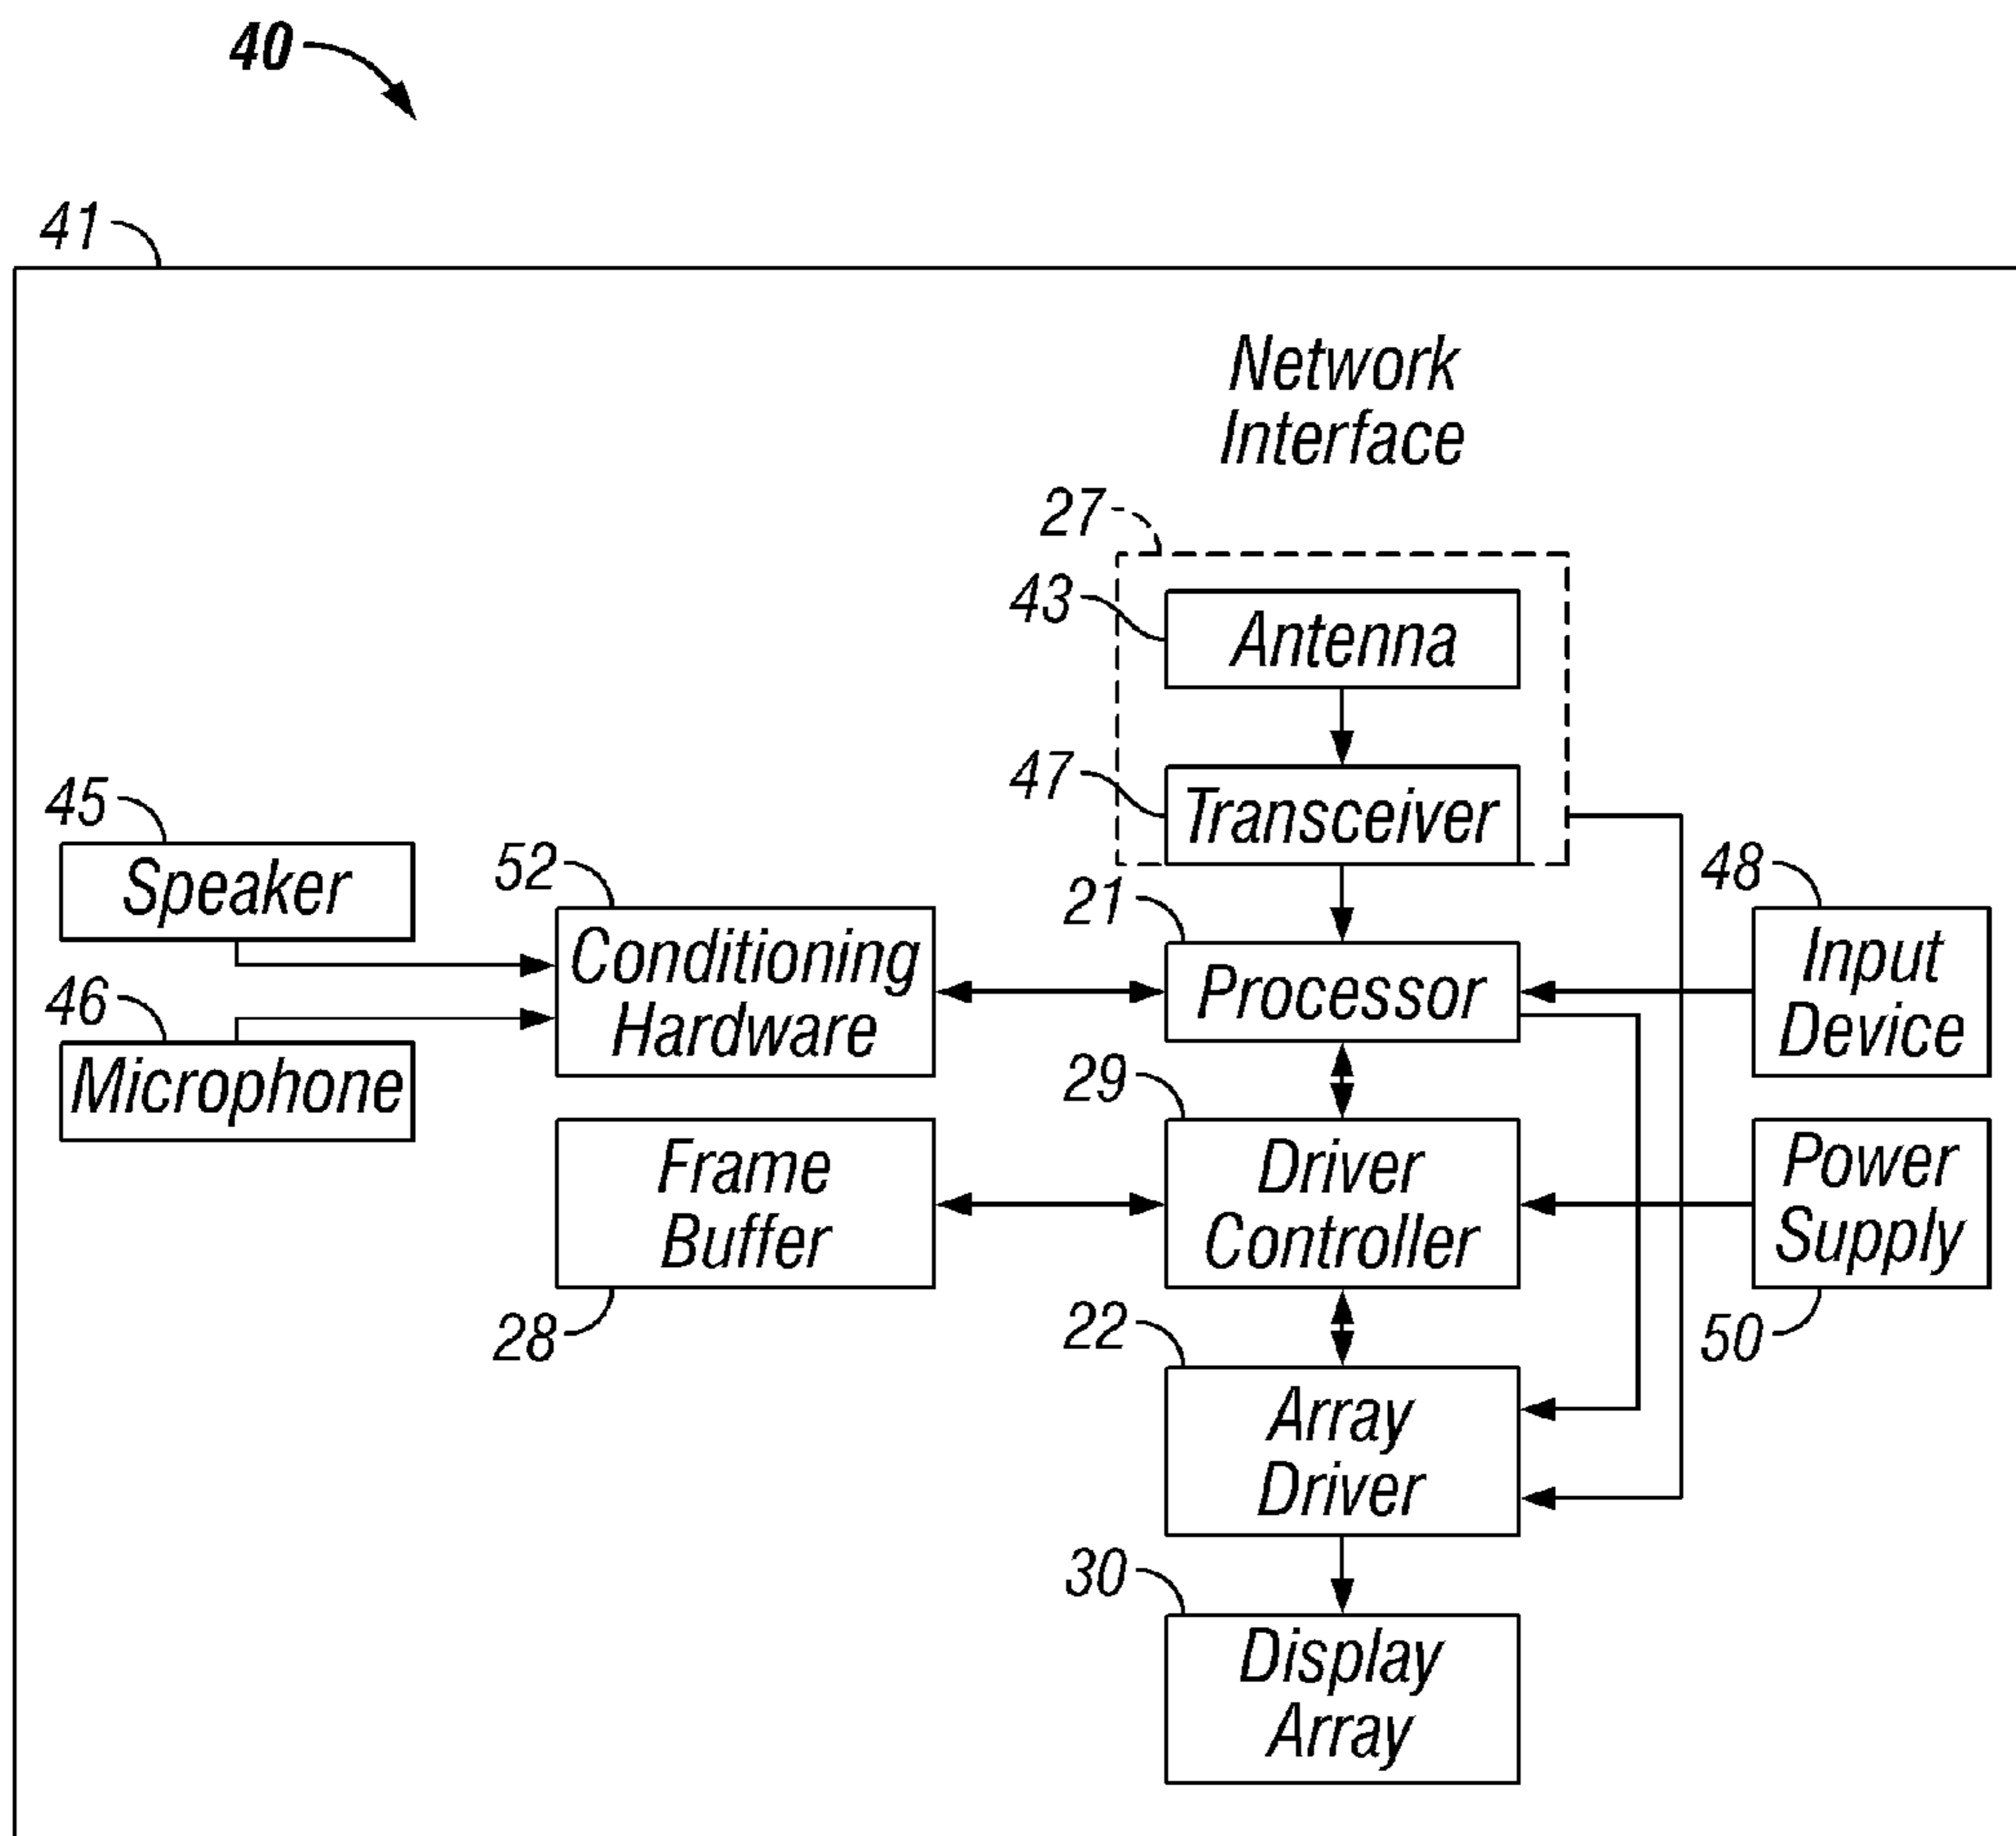 40
41
Network
Interface
27
43
Antenna
47
Transceiver
45
Speaker
52
Conditioning
Hardware
21
Processor
48
Input
Device
46
Microphone
29
Driver
Controller
Frame
Buffer
28
Power
Supply
50
22
Array
Driver
30
Display
Array